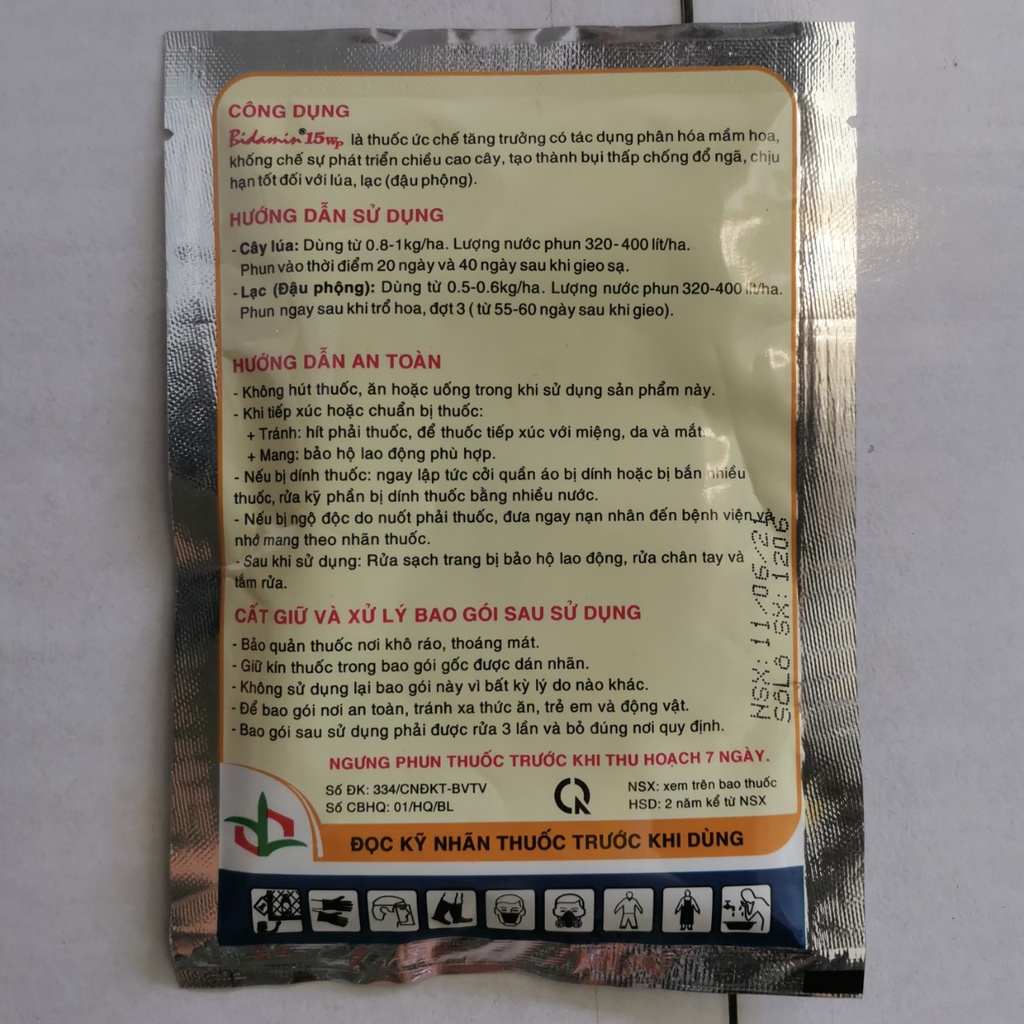 CÔNG DỤNG
Bidamin®15WP là thuốc ức chế tăng trưởng có tác dụng phân hóa mầm hoa,
khống chế sự phát triển chiều cao cây, tạo thành bụi thấp chống đổ ngã, chịu
hạn tốt đối với lúa, lạc (đậu phộng).
HƯỚNG DẪN SỬ DỤNG
- Cây lúa: Dùng từ 0.8-1kg/ha. Lượng nước phun 320-400 lít/ha.
Phun vào thời điểm 20 ngày và 40 ngày sau khi gieo sạ.
- Lạc (Đậu phộng): Dùng từ 0.5-0.6kg/ha. Lượng nước phun 320-400 lít/ha.
Phun ngay sau khi trổ hoa, đợt 3 ( từ 55-60 ngày sau khi gieo).
HƯỚNG DẪN AN TOÀN
- Không hút thuốc, ăn hoặc uống trong khi sử dụng sản phẩm này.
- Khi tiếp xúc hoặc chuẩn bị thuốc:
+ Tránh: hít phải thuốc, để thuốc tiếp xúc với miệng, da và mắt.
+ Mang: bảo hộ lao động phù hợp.
- Nếu bị dính thuốc: ngay lập tức cởi quần áo bị dính hoặc bị bắn nhiều
thuốc, rửa kỹ phần bị dính thuốc bằng nhiều nước.
- Nếu bị ngộ độc do nuốt phải thuốc, đưa ngay nạn nhân đến bệnh viện và
nhớ mang theo nhãn thuốc.
- Sau khi sử dụng: Rửa sạch trang bị bảo hộ lao động, rửa chân tay và
tắm rửa.
CẤT GIỮ VÀ XỬ LÝ BAO GÓI SAU SỬ DỤNG
- Bảo quản thuốc nơi khô ráo, thoáng mát.
- Giữ kín thuốc trong bao gói gốc được dán nhãn.
- Không sử dụng lại bao gói này vì bất kỳ lý do nào khác.
- Để bao gói nơi an toàn, tránh xa thức ăn, trẻ em và động vật.
- Bao gói sau sử dụng phải được rửa 3 lần và bỏ đúng nơi quy định.
NSX: 11/06/21
SỐLÔ SX: 1206
NGƯNG PHUN THUỐC TRƯỚC KHI THU HOẠCH 7 NGÀY.
Số ĐK: 334/CNĐKT-BVTV
Số CBHQ: 01/HQ/BL
NSX: xem trên bao thuốc
HSD: 2 năm kể từ NSX
ĐỌC KỸ NHÃN THUỐC TRƯỚC KHI DÙNG